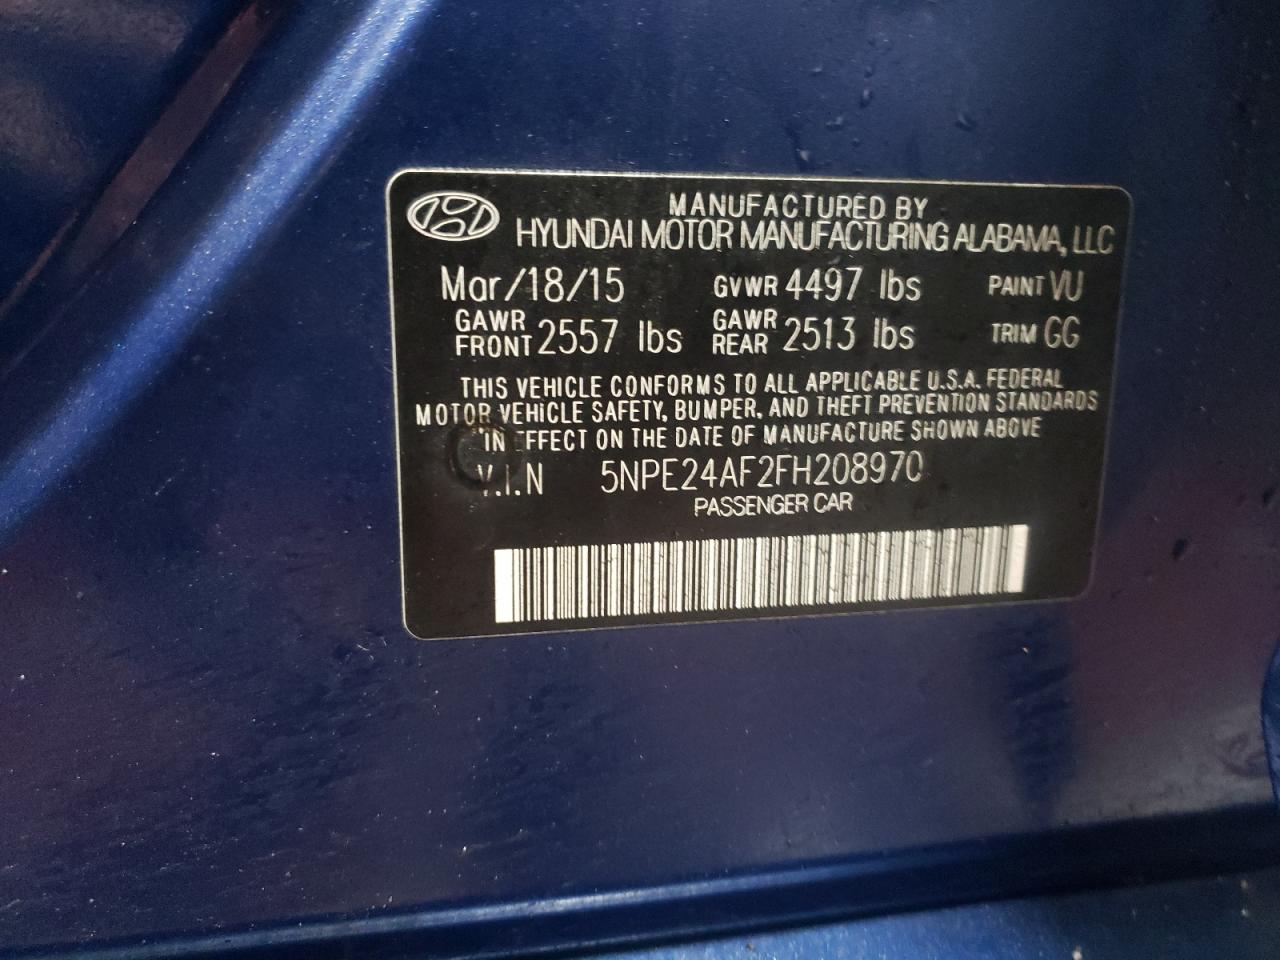 MANUFACTURED BY
HYUNDAI MOTOR MANUFACTURING ALABAMA, LLC
Mar/18/15 GVWR 4497 lbs PAINT VU
GAWR FRONT 2557 lbs GAWR REAR 2513 lbs TRIM GG
THIS VEHICLE CONFORMS TO ALL APPLICABLE U.S.A. FEDERAL
MOTOR VEHICLE SAFETY, BUMPER, AND THEFT PREVENTION STANDARDS
IN EFFECT ON THE DATE OF MANUFACTURE SHOWN ABOVE
V.I.N 5NPE24AF2FH208970
PASSENGER CAR